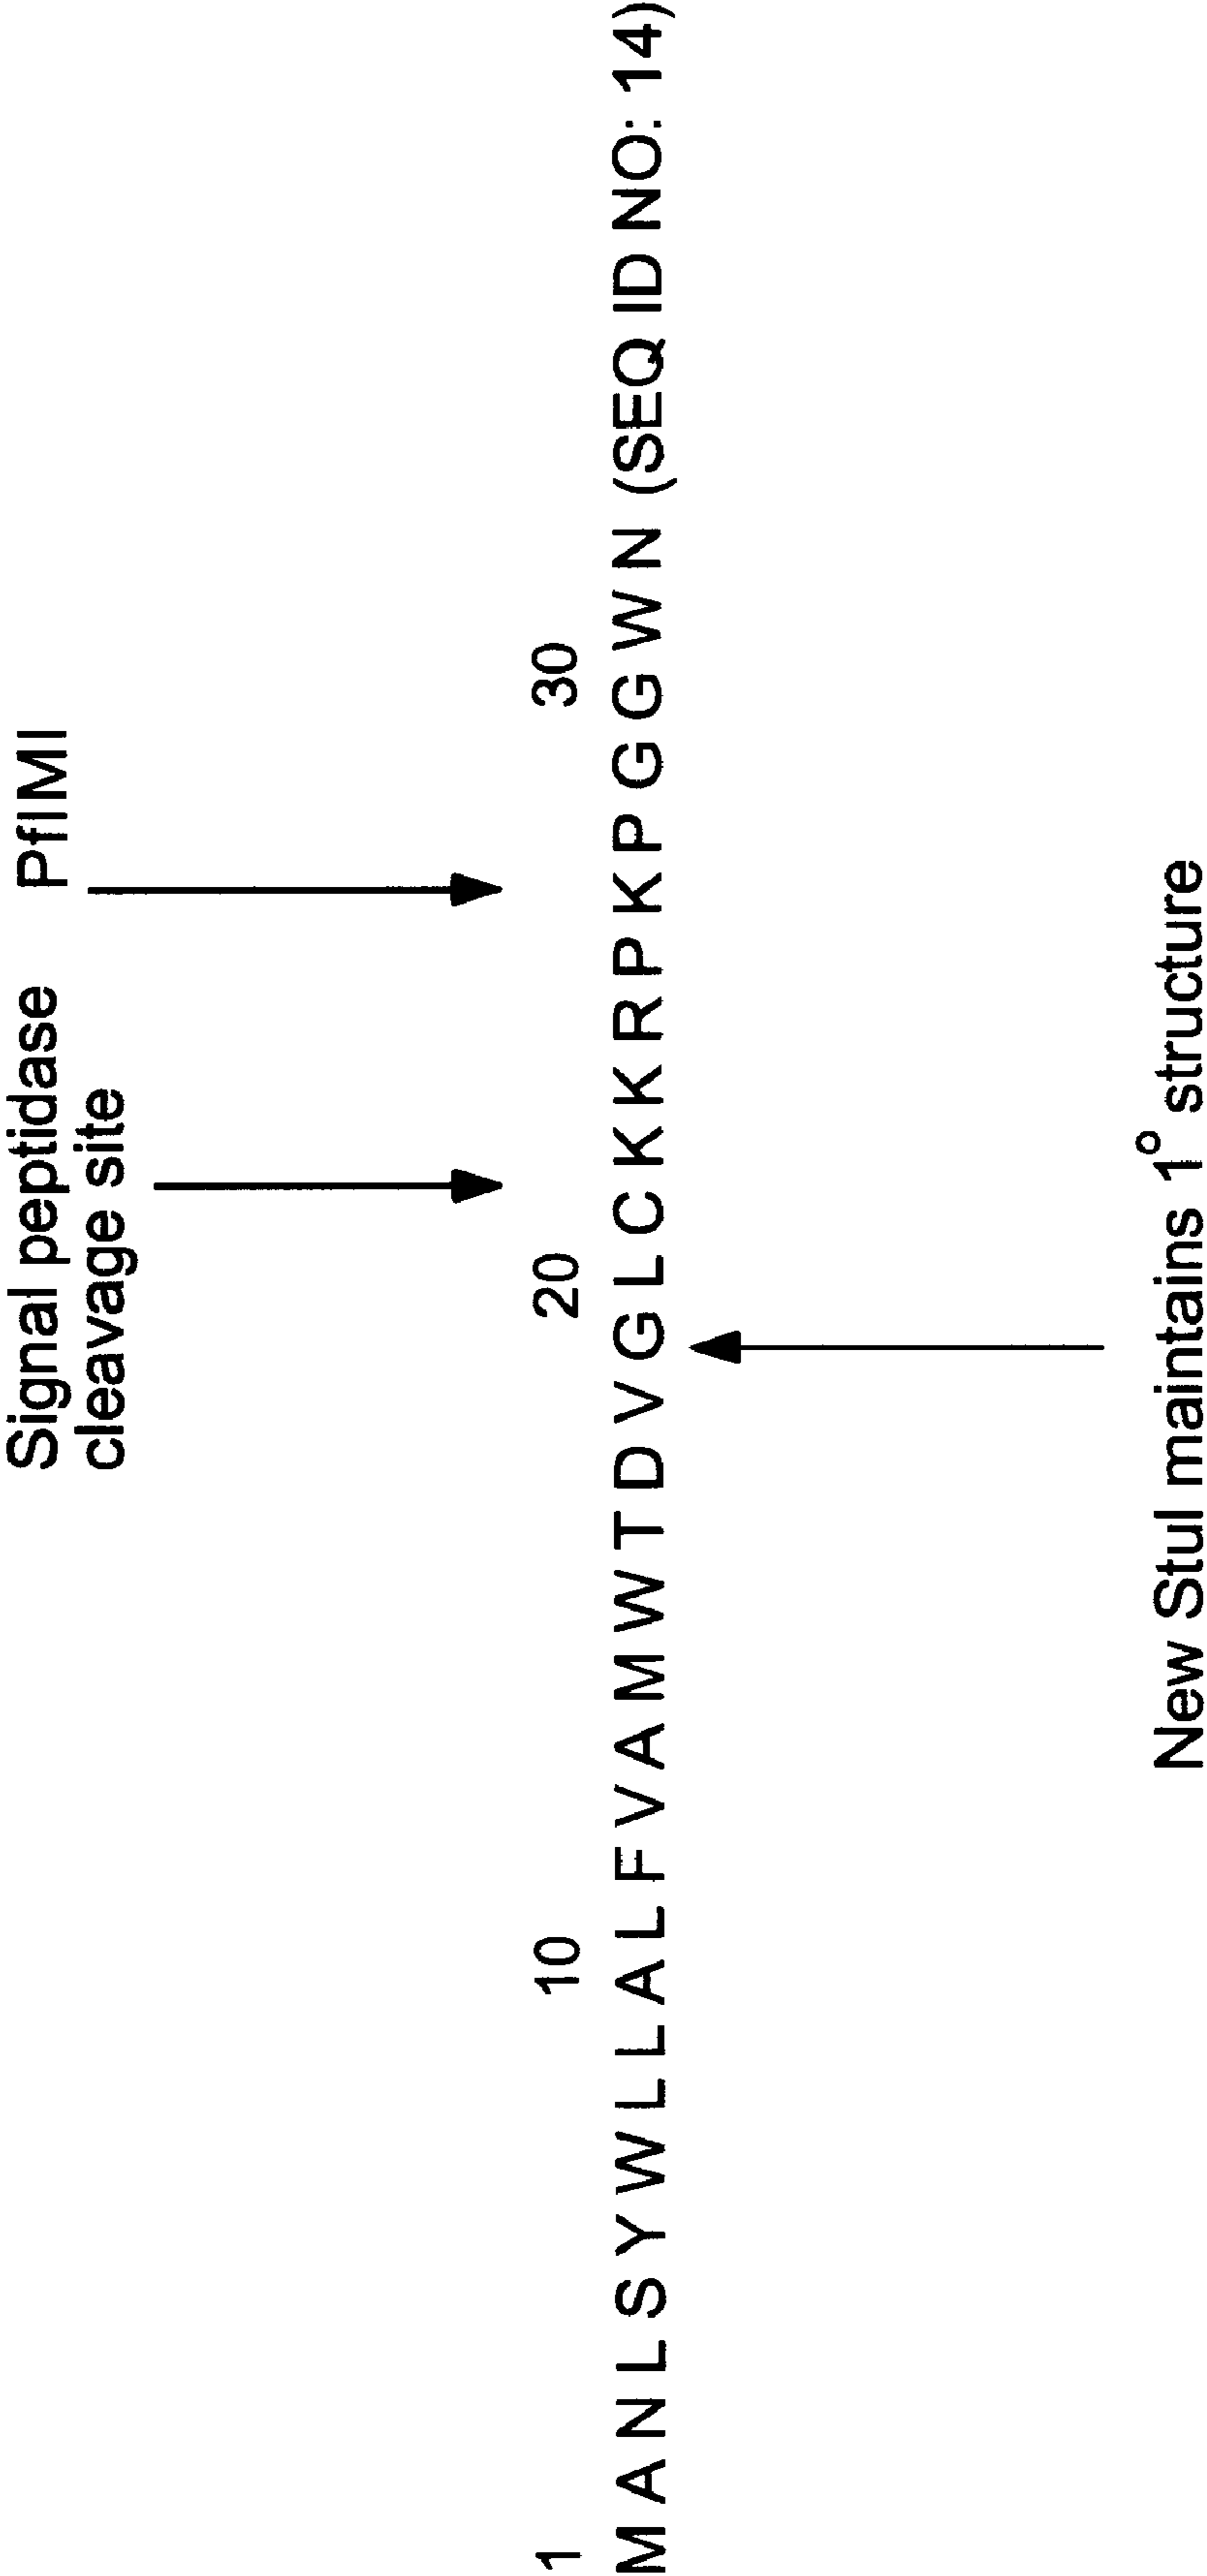 Signal peptidase PflMI
cleavage site
1 10 20 30
M A N L S Y W L L A L F V A M W T D V G L C K K R P K P G G W N (SEQ ID NO: 14)
New StuI maintains 1° structure